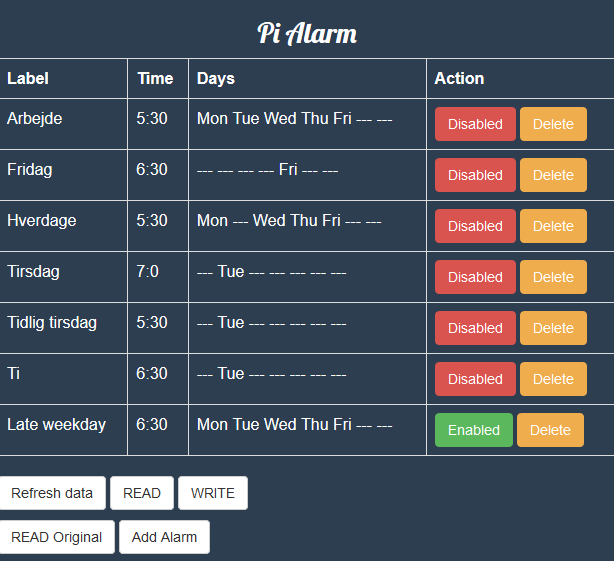 Pi Alarm
Label Time Days Action
Arbejde 5:30 Mon Tue Wed Thu Fri --- --- Disabled Delete
Fridag 6:30 --- --- --- --- Fri --- --- Disabled Delete
Hverdage 5:30 Mon --- Wed Thu Fri --- --- Disabled Delete
Tirsdag 7:0 --- Tue --- --- --- --- --- Disabled Delete
Tidlig tirsdag 5:30 --- Tue --- --- --- --- --- Disabled Delete
Ti 6:30 --- Tue --- --- --- --- --- Disabled Delete
Late weekday 6:30 Mon Tue Wed Thu Fri --- --- Enabled Delete
Refresh data READ WRITE
READ Original Add Alarm